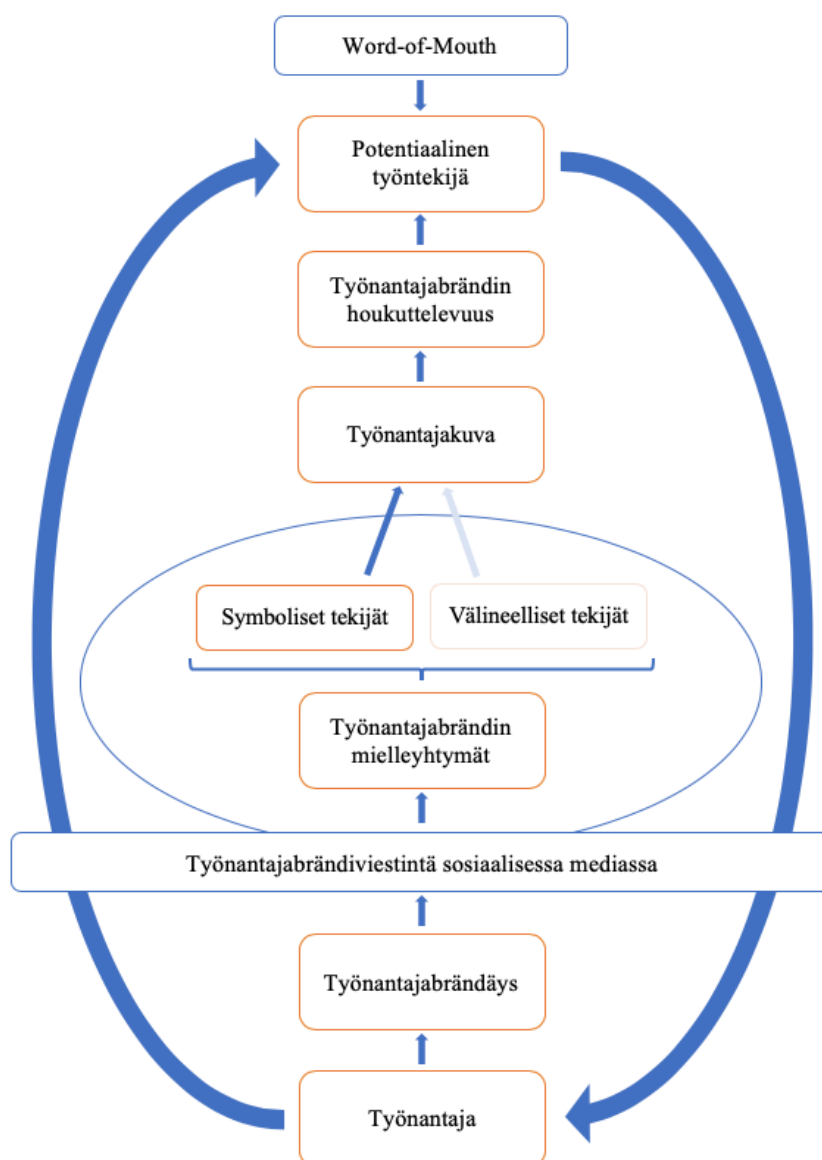 Word-of-Mouth
Potentiaalinen
työntekijä
Työnantajabrändin
houkuttelevuus
Työnantajakuva
Symboliset tekijät
Välineelliset tekijät
Työnantajabrändin
mielleyhtymät
Työnantajabrändiviestintä sosiaalisessa mediassa
Työnantajabrändäys
Työnantaja